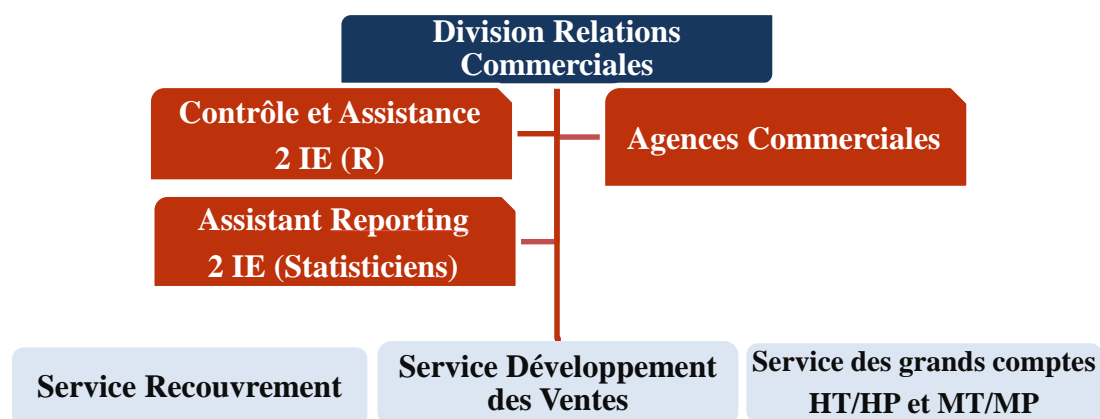 Division Relations
Commerciales
Contrôle et Assistance
2 IE (R)
Agences Commerciales
Assistant Reporting
2 IE (Statisticiens)
Service Recouvrement
Service Développement
des Ventes
Service des grands comptes
HT/HP et MT/MP